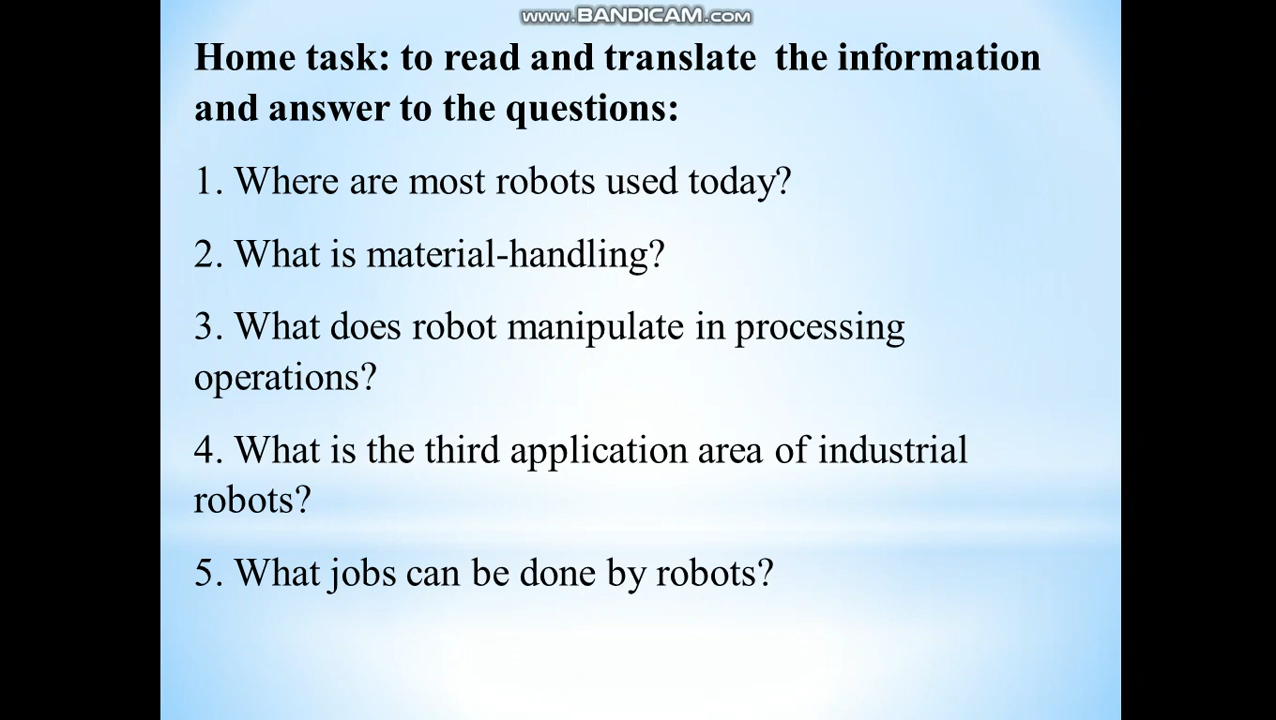 www.BANDICAM.com
Home task: to read and translate  the information
and answer to the questions:
1. Where are most robots used today?
2. What is material-handling?
3. What does robot manipulate in processing
operations?
4. What is the third application area of industrial
robots?
5. What jobs can be done by robots?